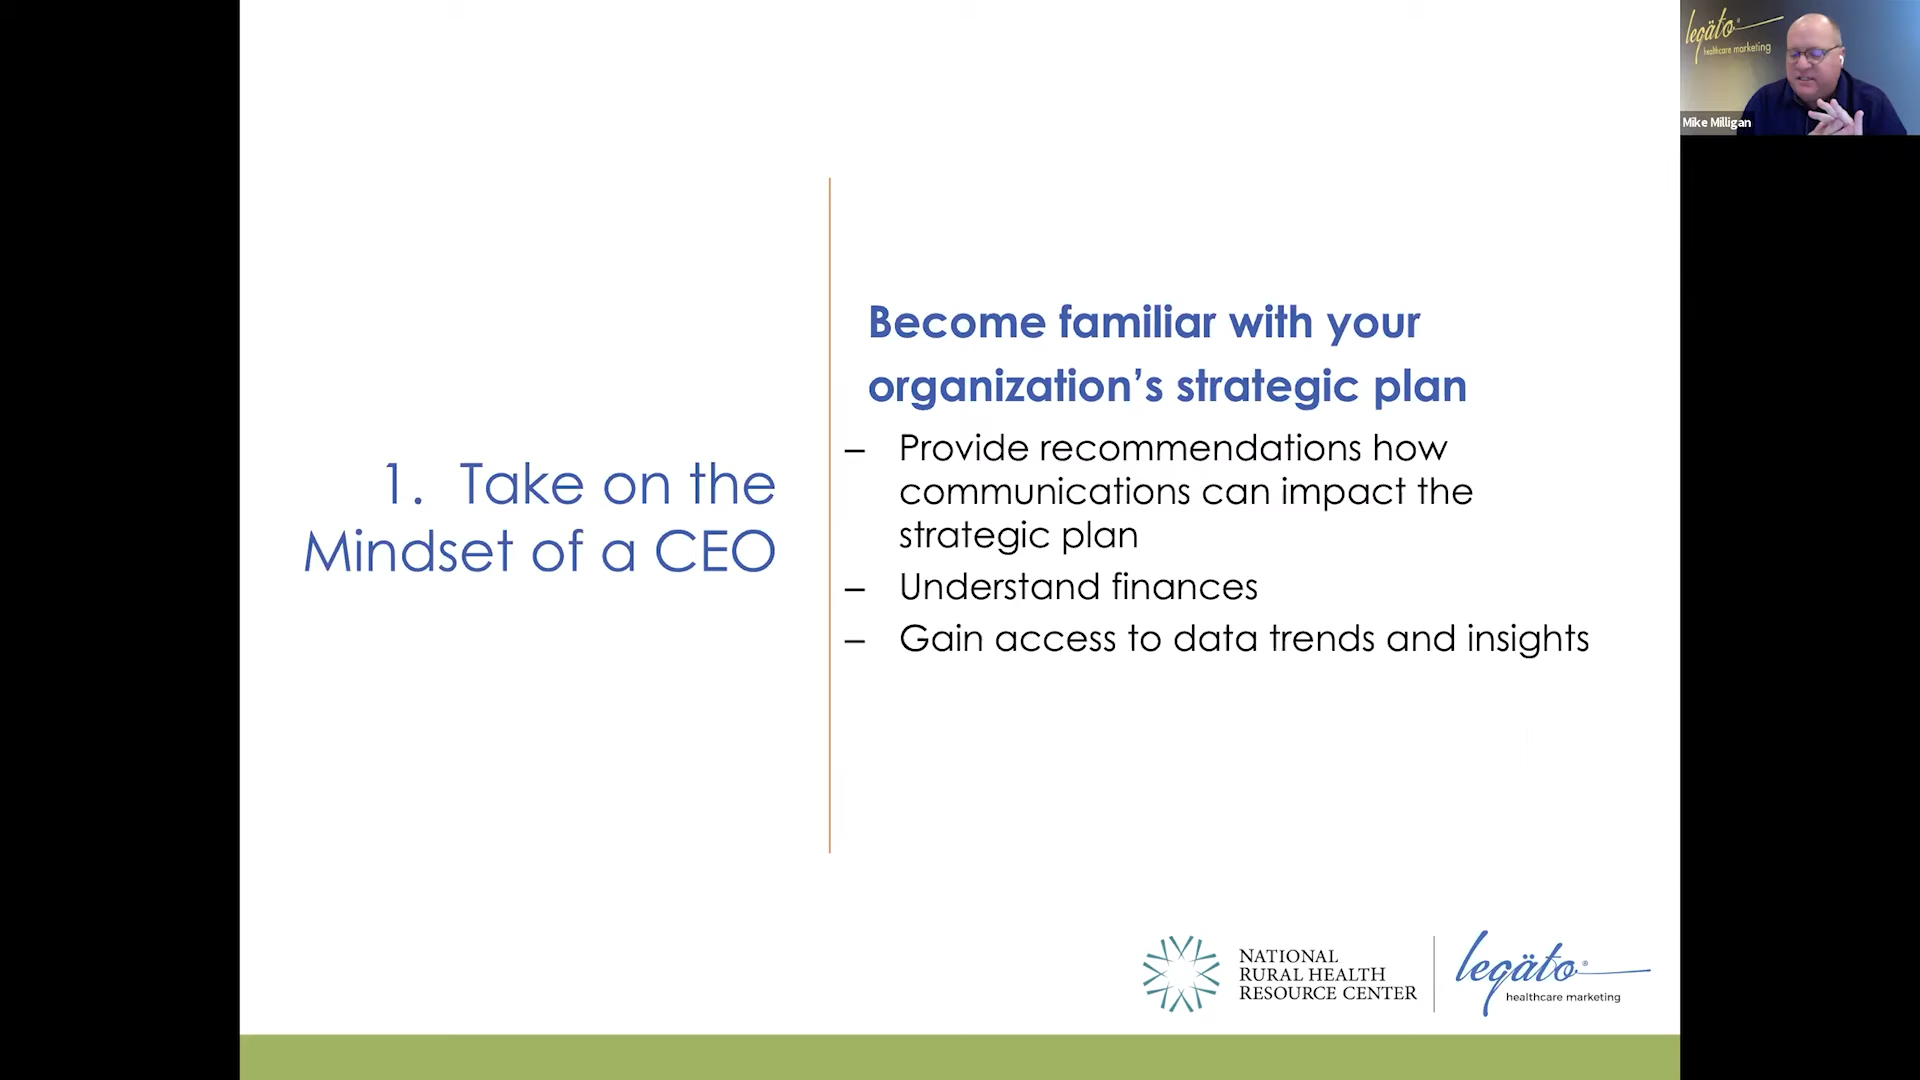 legäto®
healthcare marketing
Mike Milligan
1. Take on the
Mindset of a CEO
Become familiar with your
organization’s strategic plan
– Provide recommendations how
communications can impact the
strategic plan
– Understand finances
– Gain access to data trends and insights
NATIONAL
RURAL HEALTH
RESOURCE CENTER
legäto®
healthcare marketing